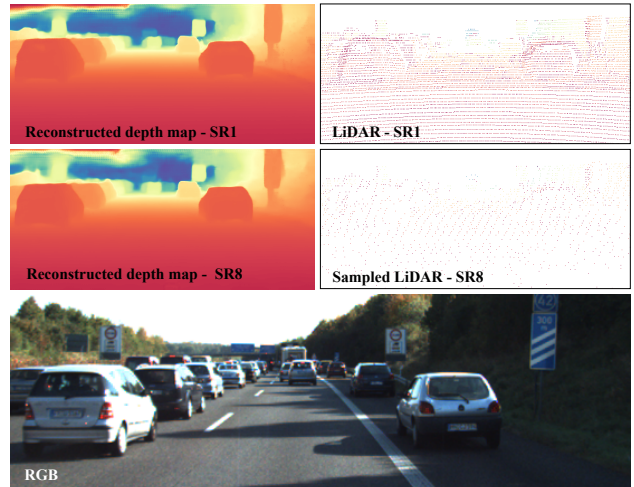 Reconstructed depth map - SR1
LiDAR - SR1
Reconstructed depth map - SR8
Sampled LiDAR - SR8
42
300
RGB